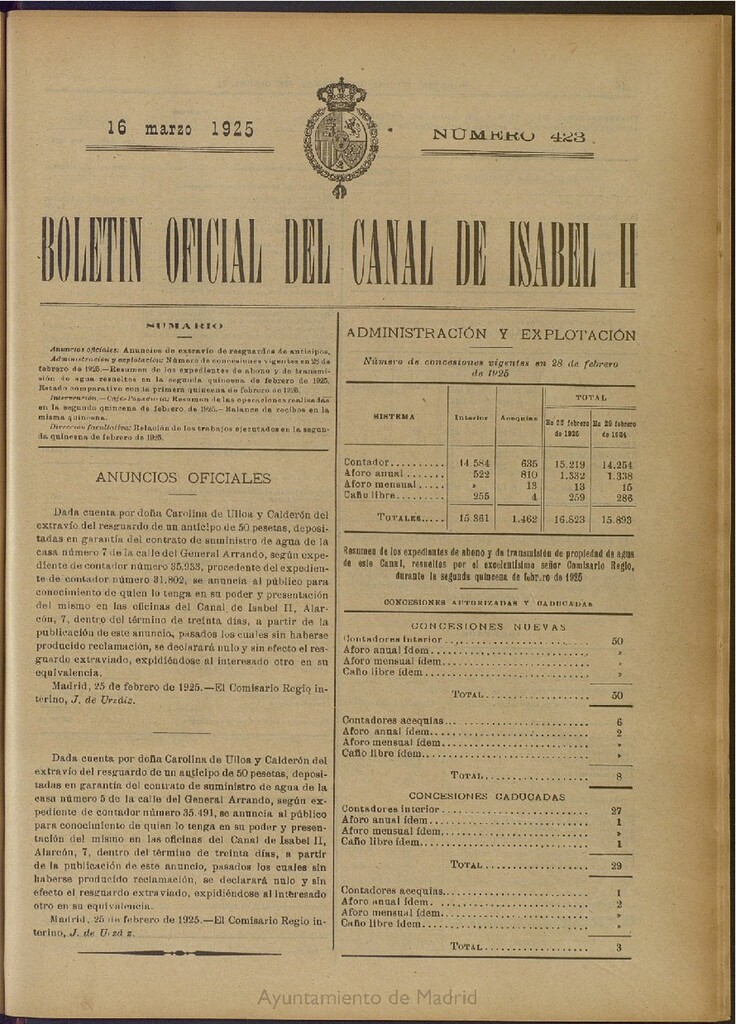 16 marzo 1925
NÚMERO 423
BOLETIN OFICIAL DEL CANAL DE ISABEL II
SUMARIO
Anuncios oficiales: Anuncios de extravío de resguardos de anticipos.
Administración y explotación: Número de concesiones vigentes en 28 de
febrero de 1925.—Resumen de los expedientes de abono y de transmi-
sión de agua resueltos en la segunda quincena de febrero de 1925.
Estado comparativo con la primera quincena de febrero de 1925.
Intervención.—Caja-Pagaduría: Resumen de las operaciones realizadas
en la segunda quincena de febrero de 1925.—Balance de recibos en la
misma quincena.
Dirección facultativa: Relación de los trabajos ejecutados en la segun-
da quincena de febrero de 1925.
ANUNCIOS OFICIALES
Dada cuenta por doña Carolina de Ulloa y Calderón del
extravío del resguardo de un anticipo de 50 pesetas, deposi-
tadas en garantía del contrato de suministro de agua de la
casa número 7 de la calle del General Arrando, según expe-
diente de contador número 35.933, procedente del expedien-
te de contador número 31.802, se anuncia al público para
conocimiento de quien lo tenga en su poder y presentación
del mismo en las oficinas del Canal de Isabel II, Alar-
cón, 7, dentro del término de treinta días, a partir de la
publicación de este anuncio, pasados los cuales sin haberse
producido reclamación, se declarará nulo y sin efecto el res-
guardo extraviado, expidiéndose al interesado otro en su
equivalencia.
Madrid, 25 de febrero de 1925.—El Comisario Regio in-
terino, J. de
Dada cuenta por doña Carolina de Ulloa y Calderón del
extravío del resguardo de un anticipo de 50 pesetas, deposi-
tadas en garantía del contrato de suministro de agua de la
casa número 5 de la calle del General Arrando, según ex-
pediente de contador número 35.491, se anuncia al público
para conocimiento de quien lo tenga en su poder y presen-
tación del mismo en las oficinas del Canal de Isabel II,
Alarcón, 7, dentro del término de treinta días, a partir
de la publicación de este anuncio, pasados los cuales sin
haberse producido reclamación, se declarará nulo y sin
efecto el resguardo extraviado, expidiéndose al interesado
otro en su equivalencia.
Madrid, 25 de febrero de 1925.—El Comisario Regio in-
terino, J. de
ADMINISTRACIÓN Y EXPLOTACIÓN
Número de concesiones vigentes en 28 de febrero
de 1925
SISTEMA Interior Acequias TOTAL
En 28 febrero de 1925 En 29 febrero de 1924
Contador.......... 14.584 635 15.219 14.254
Aforo anual....... 522 810 1.332 1.338
Aforo mensual..... » 13 13 15
Caño libre......... 255 4 259 286
TOTALES..... 15.361 1.462 16.823 15.893
Resumen de los expedientes de abono y de transmisión de propiedad de agua
de este Canal, resueltos por el excelentísimo señor Comisario Regio,
durante la segunda quincena de febrero de 1925
CONCESIONES AUTORIZADAS Y CADUCADAS
CONCESIONES NUEVAS
Contadores interior............................ 50
Aforo anual ídem............................... »
Aforo mensual ídem............................ »
Caño libre ídem................................ »
TOTAL.................... 50
Contadores acequias........................... 6
Aforo anual ídem............................... 2
Aforo mensual ídem............................ »
Caño libre ídem................................ »
TOTAL.................... 8
CONCESIONES CADUCADAS
Contadores interior............................ 27
Aforo anual ídem............................... 1
Aforo mensual ídem............................ »
Caño libre ídem................................ 1
TOTAL.................... 29
Contadores acequias........................... 1
Aforo anual ídem............................... 2
Aforo mensual ídem............................ »
Caño libre ídem................................ »
TOTAL.................... 3
Ayuntamiento de Madrid